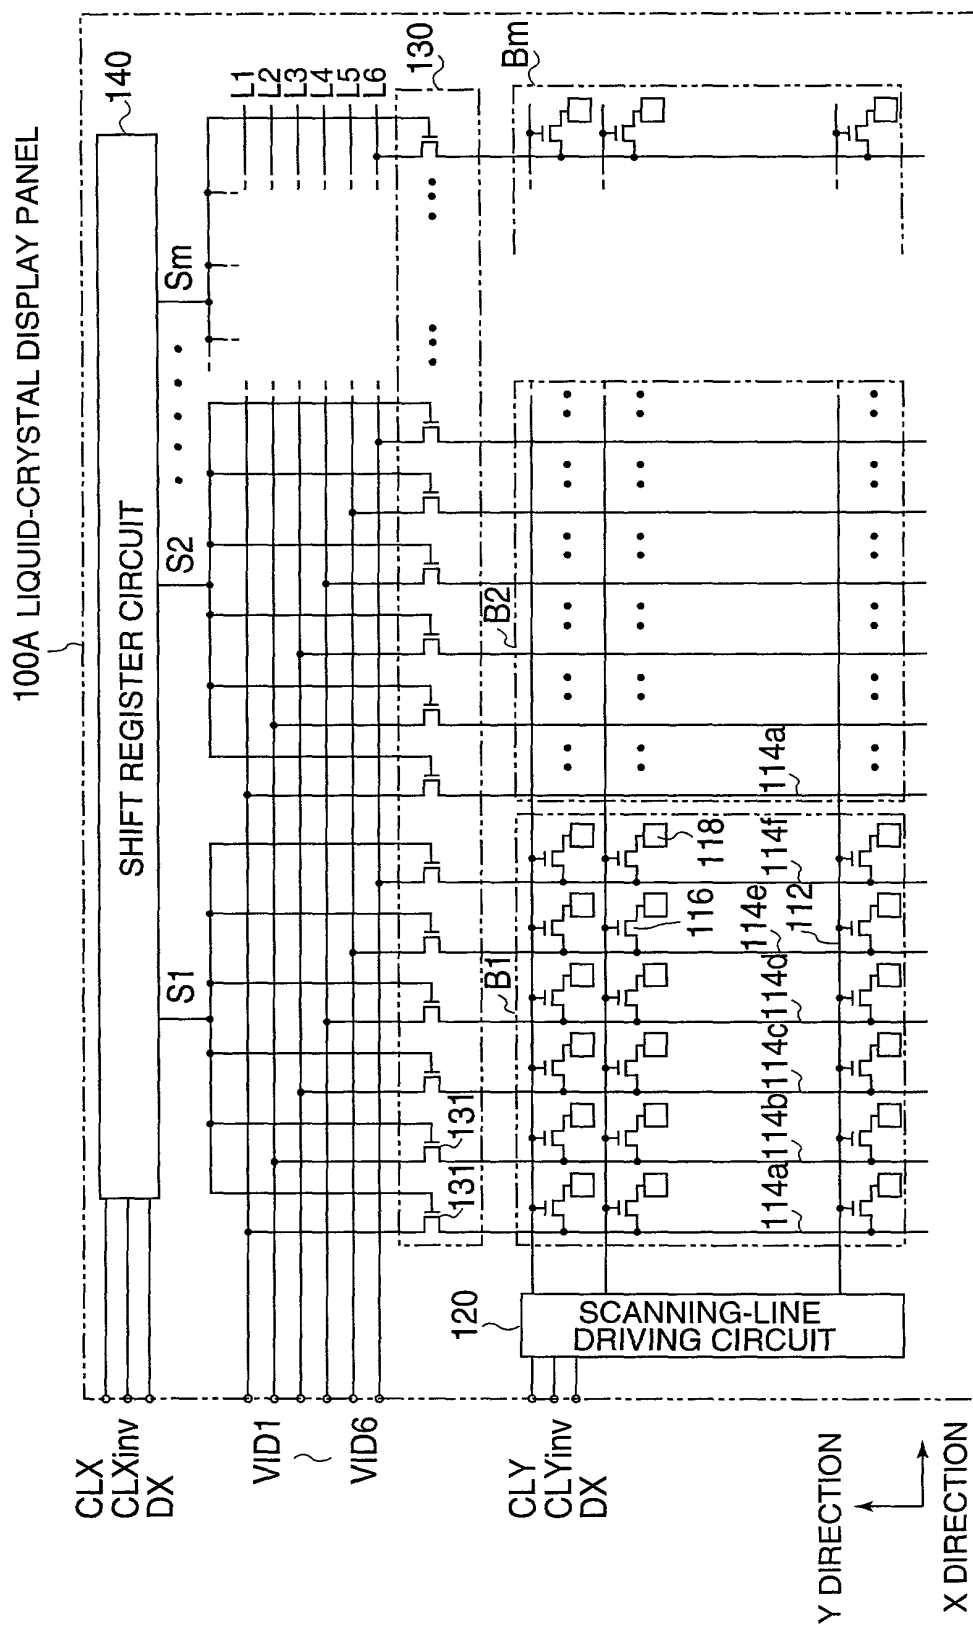 100A LIQUID-CRYSTAL DISPLAY PANEL
140
SHIFT REGISTER CIRCUIT
CLX
CLXinv
DX
S1
S2
Sm
L1
L2
L3
L4
L5
L6
VID1
VID6
130
131
131
B1
B2
Bm
120
SCANNING-LINE
DRIVING CIRCUIT
CLY
CLYinv
DX
116
118
114a
114b
114c
114d
114e
114f
114a
112
Y DIRECTION
X DIRECTION